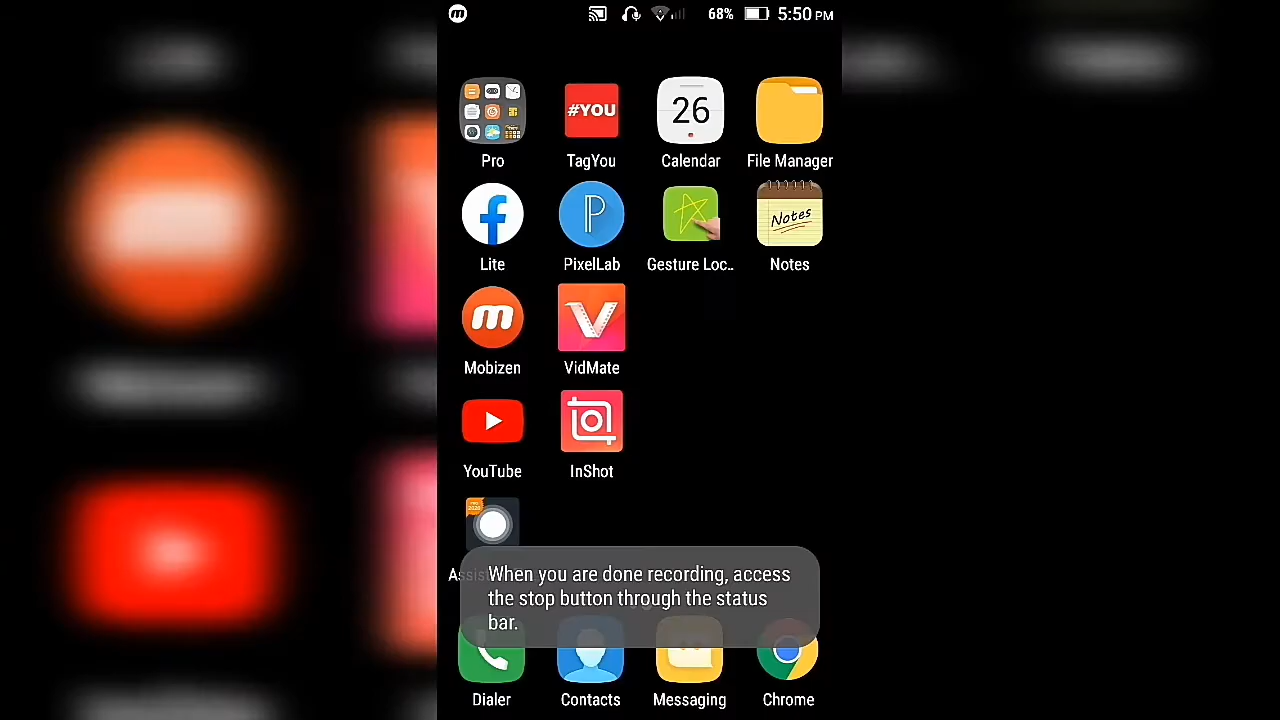 68% 5:50 PM
#YOU
26
Pro TagYou Calendar File Manager
Notes
Lite PixelLab Gesture Loc.. Notes
Mobizen VidMate
YouTube InShot
When you are done recording, access
the stop button through the status
bar.
Dialer Contacts Messaging Chrome